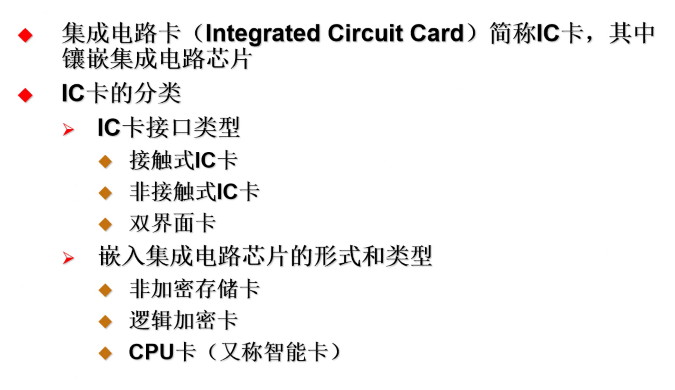 集成电路卡（Integrated Circuit Card）简称IC卡，其中
镶嵌集成电路芯片
IC卡的分类
IC卡接口类型
接触式IC卡
非接触式IC卡
双界面卡
嵌入集成电路芯片的形式和类型
非加密存储卡
逻辑加密卡
CPU卡（又称智能卡）